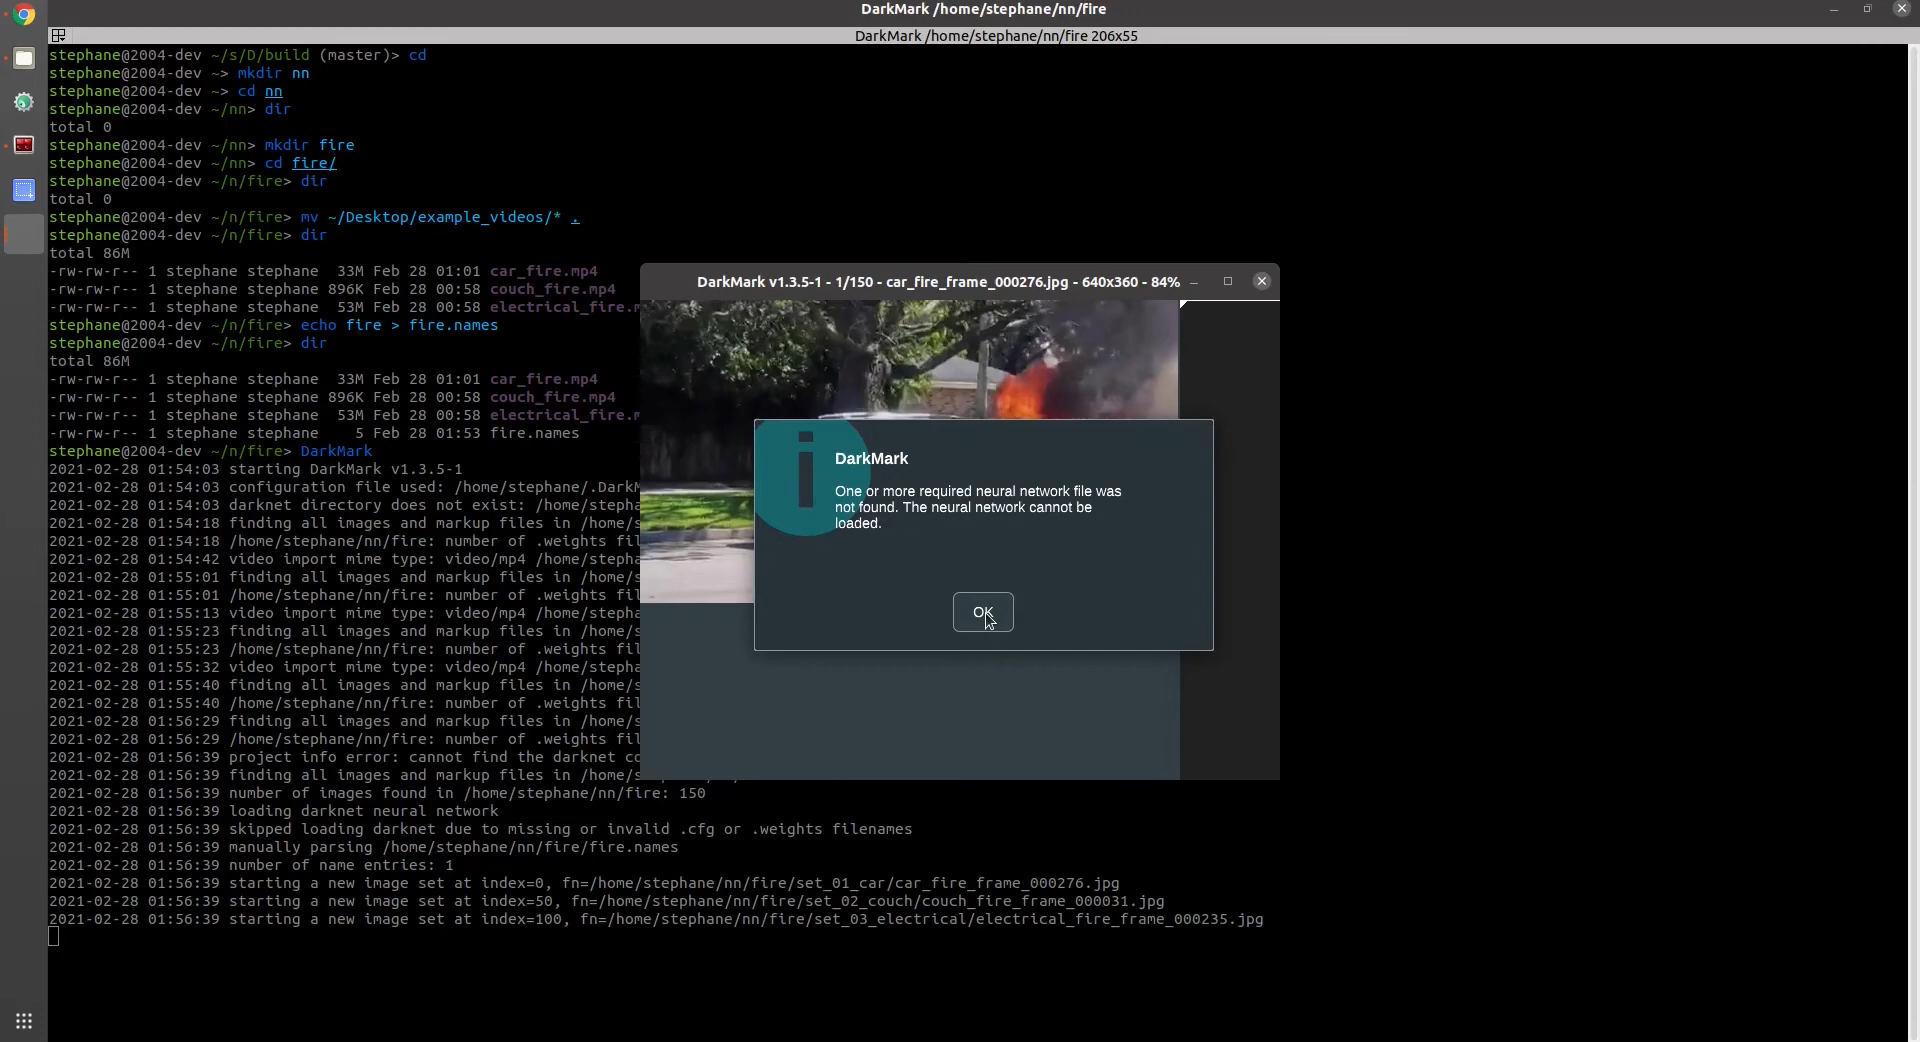 DarkMark /home/stephane/nn/fire
DarkMark /home/stephane/nn/fire 206x55
stephane@2004-dev ~/s/D/build (master)> cd
stephane@2004-dev ~> mkdir nn
stephane@2004-dev ~> cd nn
stephane@2004-dev ~/nn> dir
total 0
stephane@2004-dev ~/nn> mkdir fire
stephane@2004-dev ~/nn> cd fire/
stephane@2004-dev ~/n/fire> dir
total 0
stephane@2004-dev ~/n/fire> mv ~/Desktop/example_videos/* .
stephane@2004-dev ~/n/fire> dir
total 86M
-rw-rw-r-- 1 stephane stephane  33M Feb 28 01:01 car_fire.mp4
-rw-rw-r-- 1 stephane stephane 896K Feb 28 00:58 couch_fire.mp4
-rw-rw-r-- 1 stephane stephane  53M Feb 28 00:58 electrical_fire.m
stephane@2004-dev ~/n/fire> echo fire > fire.names
stephane@2004-dev ~/n/fire> dir
total 86M
-rw-rw-r-- 1 stephane stephane  33M Feb 28 01:01 car_fire.mp4
-rw-rw-r-- 1 stephane stephane 896K Feb 28 00:58 couch_fire.mp4
-rw-rw-r-- 1 stephane stephane  53M Feb 28 00:58 electrical_fire.m
-rw-rw-r-- 1 stephane stephane    5 Feb 28 01:53 fire.names
stephane@2004-dev ~/n/fire> DarkMark
2021-02-28 01:54:03 starting DarkMark v1.3.5-1
2021-02-28 01:54:03 configuration file used: /home/stephane/.DarkM
2021-02-28 01:54:03 darknet directory does not exist: /home/stepha
2021-02-28 01:54:18 finding all images and markup files in /home/s
2021-02-28 01:54:18 /home/stephane/nn/fire: number of .weights fil
2021-02-28 01:54:42 video import mime type: video/mp4 /home/stepha
2021-02-28 01:55:01 finding all images and markup files in /home/s
2021-02-28 01:55:01 /home/stephane/nn/fire: number of .weights fil
2021-02-28 01:55:13 video import mime type: video/mp4 /home/stepha
2021-02-28 01:55:23 finding all images and markup files in /home/s
2021-02-28 01:55:23 /home/stephane/nn/fire: number of .weights fil
2021-02-28 01:55:32 video import mime type: video/mp4 /home/stepha
2021-02-28 01:55:40 finding all images and markup files in /home/s
2021-02-28 01:55:40 /home/stephane/nn/fire: number of .weights fil
2021-02-28 01:56:29 finding all images and markup files in /home/s
2021-02-28 01:56:29 /home/stephane/nn/fire: number of .weights fil
2021-02-28 01:56:39 project info error: cannot find the darknet co
2021-02-28 01:56:39 finding all images and markup files in /home/s
2021-02-28 01:56:39 number of images found in /home/stephane/nn/fire: 150
2021-02-28 01:56:39 loading darknet neural network
2021-02-28 01:56:39 skipped loading darknet due to missing or invalid .cfg or .weights filenames
2021-02-28 01:56:39 manually parsing /home/stephane/nn/fire/fire.names
2021-02-28 01:56:39 number of name entries: 1
2021-02-28 01:56:39 starting a new image set at index=0, fn=/home/stephane/nn/fire/set_01_car/car_fire_frame_000276.jpg
2021-02-28 01:56:39 starting a new image set at index=50, fn=/home/stephane/nn/fire/set_02_couch/couch_fire_frame_000031.jpg
2021-02-28 01:56:39 starting a new image set at index=100, fn=/home/stephane/nn/fire/set_03_electrical/electrical_fire_frame_000235.jpg
DarkMark v1.3.5-1 - 1/150 - car_fire_frame_000276.jpg - 640x360 - 84%
DarkMark
One or more required neural network file was
not found. The neural network cannot be
loaded.
OK